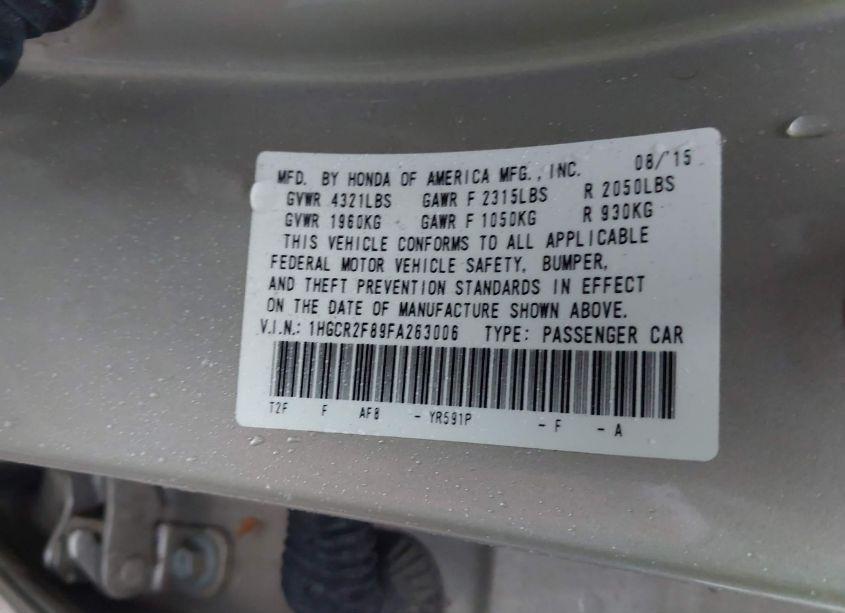 MFD. BY HONDA OF AMERICA MFG., INC. 08/'15
GVWR 4321LBS GAWR F 2315LBS R 2050LBS
GVWR 1960KG GAWR F 1050KG R 930KG
THIS VEHICLE CONFORMS TO ALL APPLICABLE
FEDERAL MOTOR VEHICLE SAFETY, BUMPER,
AND THEFT PREVENTION STANDARDS IN EFFECT
ON THE DATE OF MANUFACTURE SHOWN ABOVE.
V.I.N.: 1HGCR2F89FA263006 TYPE: PASSENGER CAR
T2F F AF8 - YR591P - F - A